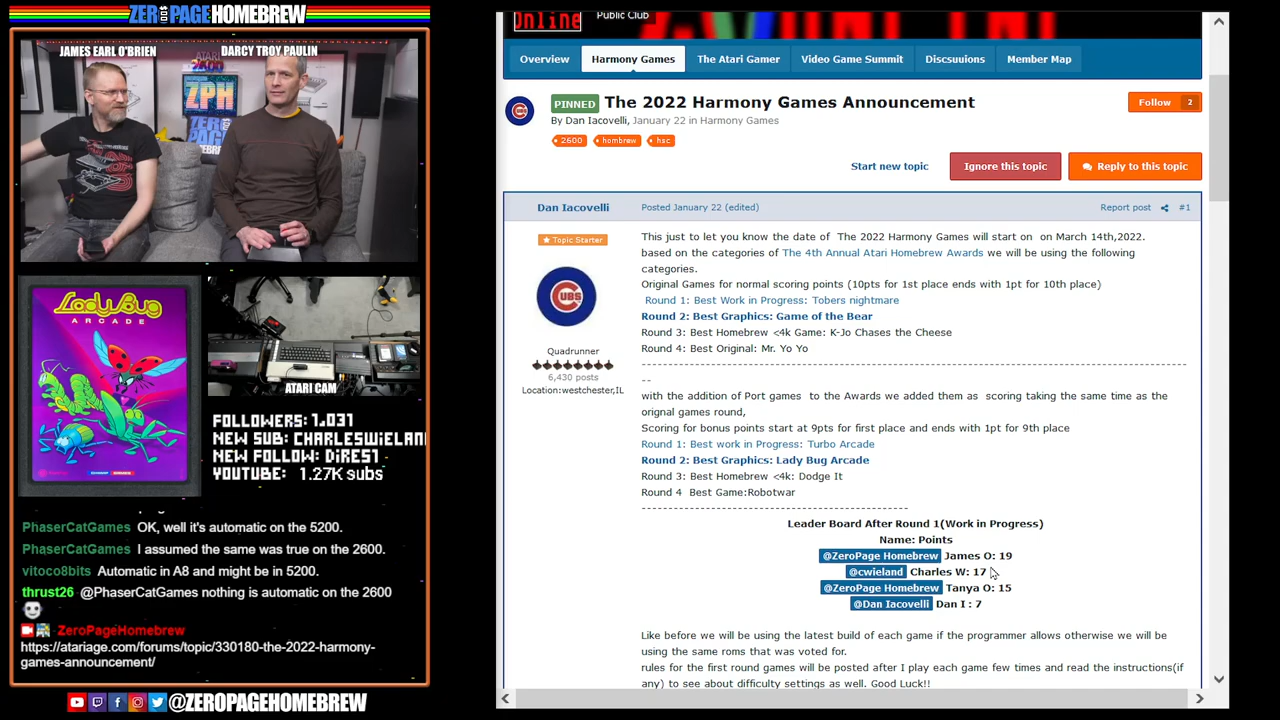 ZERO PAGE HOMEBREW
JAMES EARL O'BRIEN
DARCY TROY PAULIN
ATARI
2600
ZPH
ZERO
PAGE
LadyBug
ARCADE
ATARI CAM
FOLLOWERS: 1,031
NEW SUB: CHARLESWIELAN
NEW FOLLOW: DIRES1
YOUTUBE: 1.27K subs
PhaserCatGames OK, well it's automatic on the 5200.
PhaserCatGames I assumed the same was true on the 2600.
vitoco8bits Automatic in A8 and might be in 5200.
thrust26 @PhaserCatGames nothing is automatic on the 2600
ZeroPageHomebrew
https://atariage.com/forums/topic/330180-the-2022-harmony-
games-announcement/
@ZEROPAGEHOMEBREW
Online
Public Club
Overview Harmony Games The Atari Gamer Video Game Summit Discsuuions Member Map
CUBS
PINNED The 2022 Harmony Games Announcement
Follow 2
By Dan Iacovelli, January 22 in Harmony Games
2600 hombrew hsc
Start new topic Ignore this topic Reply to this topic
Dan Iacovelli Posted January 22 (edited) Report post #1
Topic Starter
CUBS
Quadrunner
6,430 posts
Location:westchester,IL
This just to let you know the date of The 2022 Harmony Games will start on on March 14th,2022.
based on the categories of The 4th Annual Atari Homebrew Awards we will be using the following
categories.
Original Games for normal scoring points (10pts for 1st place ends with 1pt for 10th place)
Round 1: Best Work in Progress: Tobers nightmare
Round 2: Best Graphics: Game of the Bear
Round 3: Best Homebrew <4k Game: K-Jo Chases the Cheese
Round 4: Best Original: Mr. Yo Yo
--------------------------------------------------------------------------------------------------------
--
with the addition of Port games to the Awards we added them as scoring taking the same time as the
orignal games round,
Scoring for bonus points start at 9pts for first place and ends with 1pt for 9th place
Round 1: Best work in Progress: Turbo Arcade
Round 2: Best Graphics: Lady Bug Arcade
Round 3: Best Homebrew <4k: Dodge It
Round 4 Best Game:Robotwar
---------------------------------------------------
Leader Board After Round 1(Work in Progress)
Name: Points
@ZeroPage Homebrew James O: 19
@cwieland Charles W: 17
@ZeroPage Homebrew Tanya O: 15
@Dan Iacovelli Dan I : 7
Like before we will be using the latest build of each game if the programmer allows otherwise we will be
using the same roms that was voted for.
rules for the first round games will be posted after I play each game few times and read the instructions(if
any) to see about difficulty settings as well. Good Luck!!